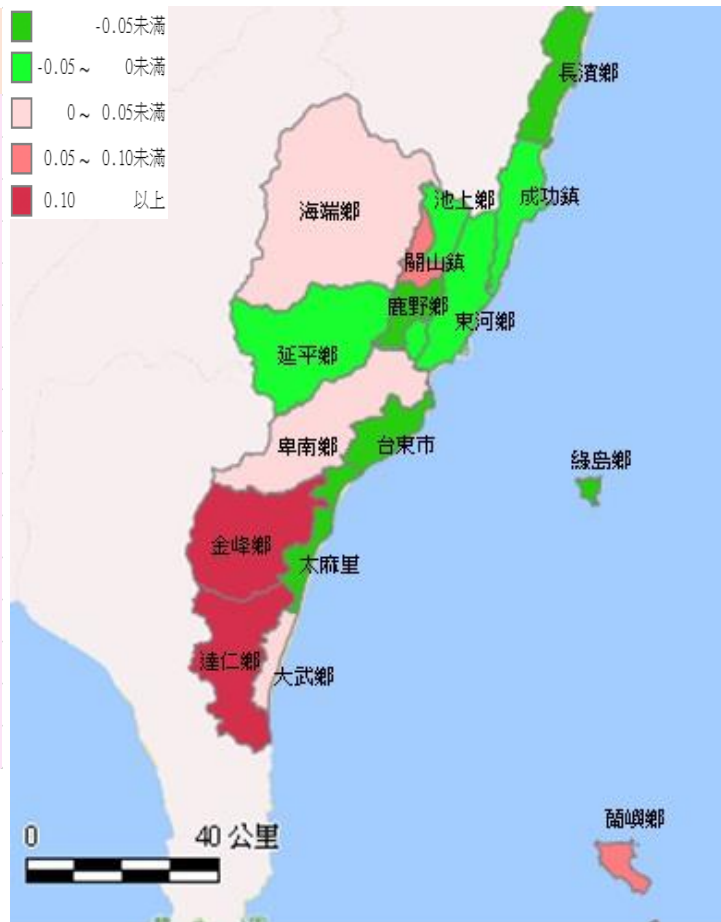 -0.05未滿
-0.05~ 0未滿
0~ 0.05未滿
0.05~ 0.10未滿
0.10 以上
長濱鄉
成功鎮
池上鄉
海端鄉
關山鎮
鹿野鄉
東河鄉
延平鄉
卑南鄉
台東市
綠島鄉
金峰鄉
太麻里
達仁鄉
大武鄉
蘭嶼鄉
0 40 公里